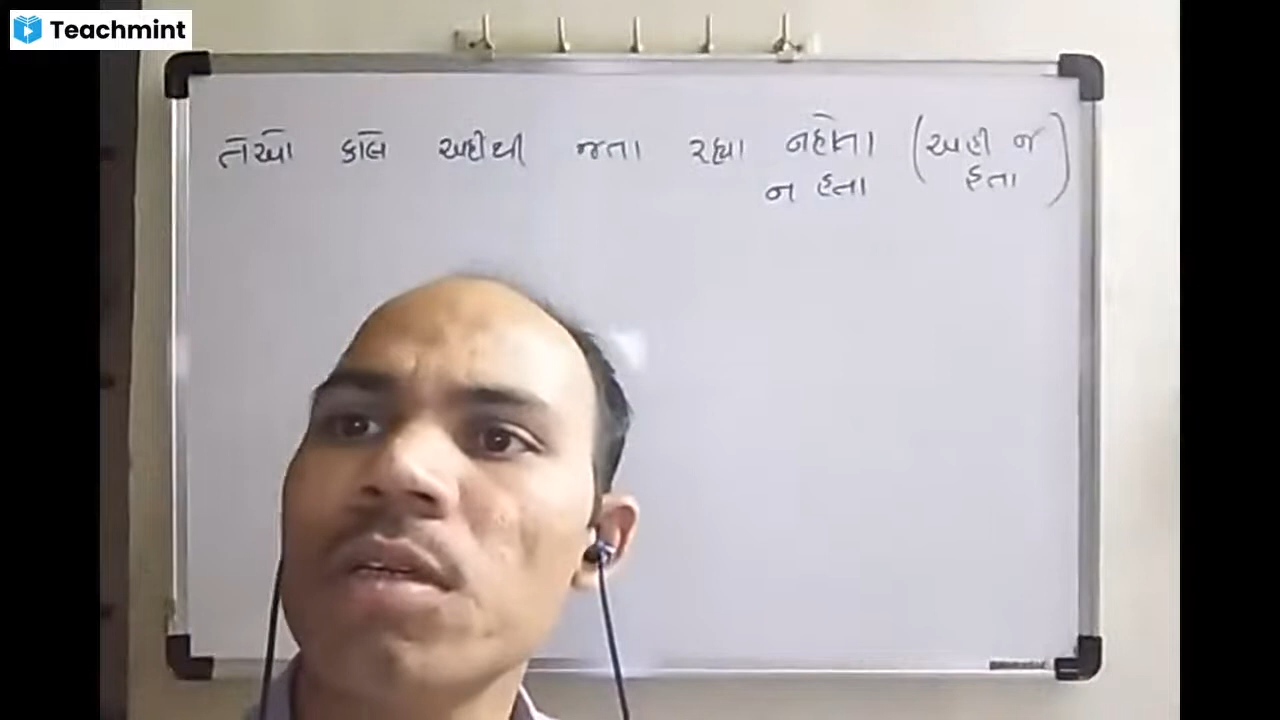 Teachmint
તેઓ કાલે અહીંથી જતા રહ્યા નહોતા (અહીં જ
ન હતા હતા)